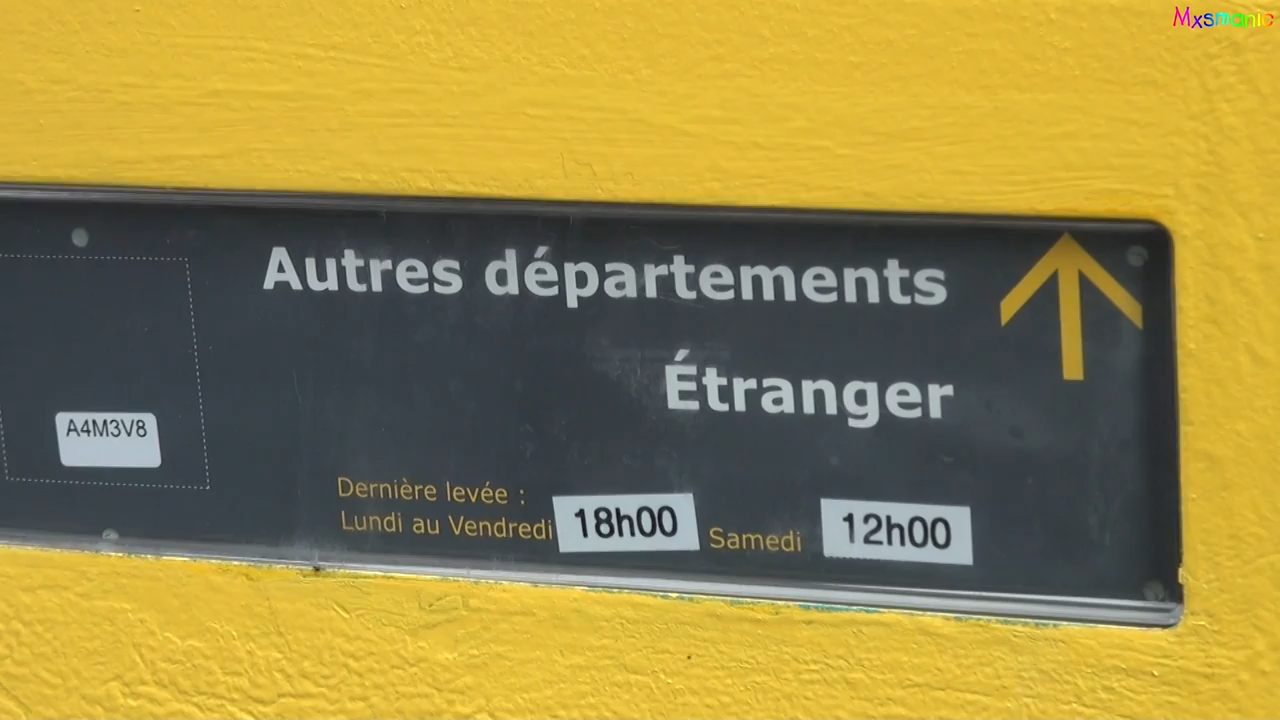 Mxsmanic
Autres départements
Étranger
A4M3V8
Dernière levée :
Lundi au Vendredi 18h00 Samedi 12h00